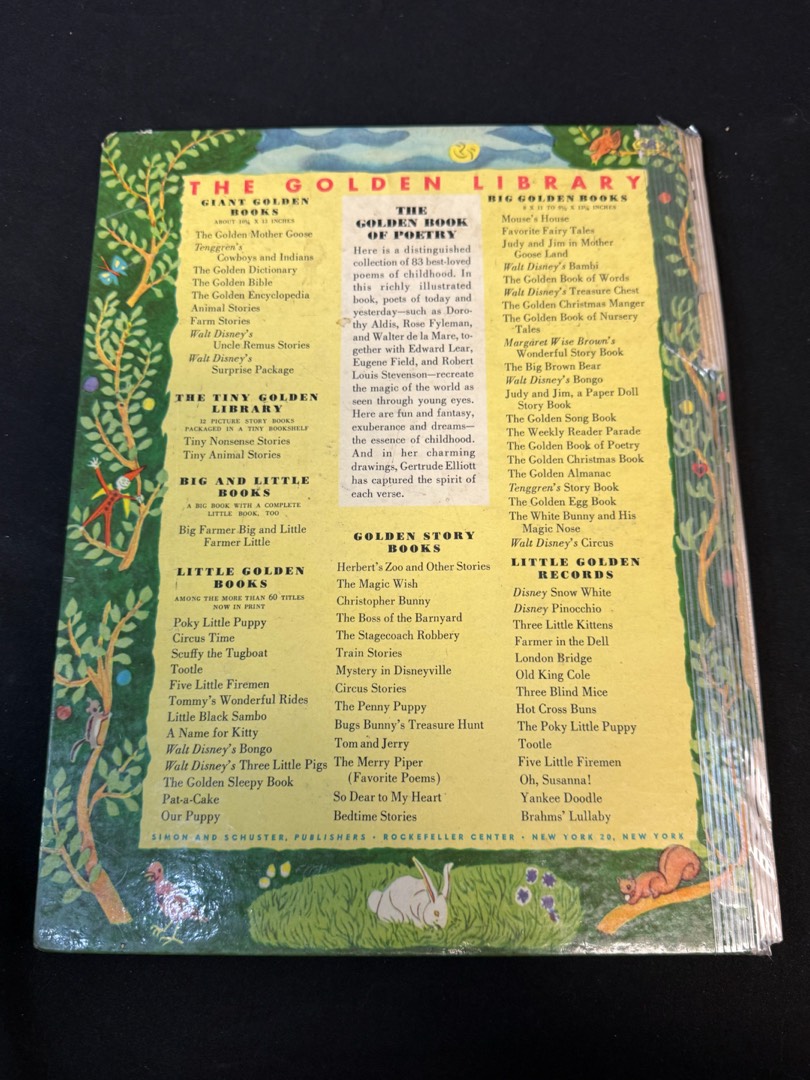 THE GOLDEN LIBRARY
GIANT GOLDEN
BOOKS
ABOUT 10¼ X 13 INCHES
The Golden Mother Goose
Tenggren's
Cowboys and Indians
The Golden Dictionary
The Golden Bible
The Golden Encyclopedia
Animal Stories
Farm Stories
Walt Disney's
Uncle Remus Stories
Walt Disney's
Surprise Package
THE TINY GOLDEN
LIBRARY
12 PICTURE STORY BOOKS
PACKAGED IN A TINY BOOKSHELF
Tiny Nonsense Stories
Tiny Animal Stories
BIG AND LITTLE
BOOKS
A BIG BOOK WITH A COMPLETE
LITTLE BOOK, TOO
Big Farmer Big and Little
Farmer Little
LITTLE GOLDEN
BOOKS
AMONG THE MORE THAN 60 TITLES
NOW IN PRINT
Poky Little Puppy
Circus Time
Scuffy the Tugboat
Tootle
Five Little Firemen
Tommy's Wonderful Rides
Little Black Sambo
A Name for Kitty
Walt Disney's Bongo
Walt Disney's Three Little Pigs
The Golden Sleepy Book
Pat-a-Cake
Our Puppy
THE
GOLDEN BOOK
OF POETRY
Here is a distinguished
collection of 83 best-loved
poems of childhood. In
this richly illustrated
book, poets of today and
yesterday—such as Doro-
thy Aldis, Rose Fyleman,
and Walter de la Mare, to-
gether with Edward Lear,
Eugene Field, and Robert
Louis Stevenson—recreate
the magic of the world as
seen through young eyes.
Here are fun and fantasy,
exuberance and dreams—
the essence of childhood.
And in her charming
drawings, Gertrude Elliott
has captured the spirit of
each verse.
GOLDEN STORY
BOOKS
Herbert's Zoo and Other Stories
The Magic Wish
Christopher Bunny
The Boss of the Barnyard
The Stagecoach Robbery
Train Stories
Mystery in Disneyville
Circus Stories
The Penny Puppy
Bugs Bunny's Treasure Hunt
Tom and Jerry
The Merry Piper
(Favorite Poems)
So Dear to My Heart
Bedtime Stories
BIG GOLDEN BOOKS
X 11 TO X INCHES
Mouse's House
Favorite Fairy Tales
Judy and Jim in Mother
Goose Land
Walt Disney's Bambi
The Golden Book of Words
Walt Disney's Treasure Chest
The Golden Christmas Manger
The Golden Book of Nursery
Tales
Margaret Wise Brown's
Wonderful Story Book
The Big Brown Bear
Walt Disney's Bongo
Judy and Jim, a Paper Doll
Story Book
The Golden Song Book
The Weekly Reader Parade
The Golden Book of Poetry
The Golden Christmas Book
The Golden Almanac
Tenggren's Story Book
The Golden Egg Book
The White Bunny and His
Magic Nose
Walt Disney's Circus
LITTLE GOLDEN
RECORDS
Disney Snow White
Disney Pinocchio
Three Little Kittens
Farmer in the Dell
London Bridge
Old King Cole
Three Blind Mice
Hot Cross Buns
The Poky Little Puppy
Tootle
Five Little Firemen
Oh, Susanna!
Yankee Doodle
Brahms' Lullaby
SIMON AND SCHUSTER, PUBLISHERS • ROCKEFELLER CENTER • NEW YORK 20, NEW YORK